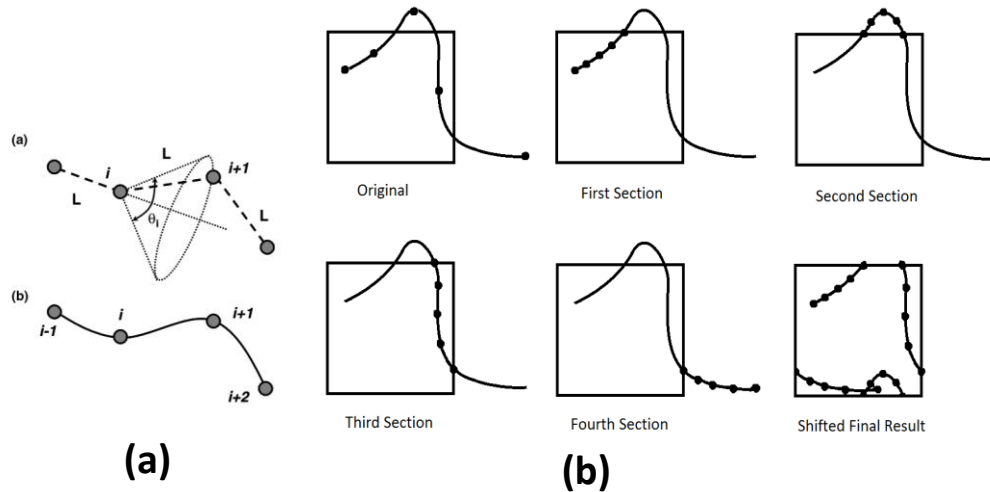 (a)
L
i
L
i+1
θI
L
(b)
i-1
i
i+1
i+2
(a)
Original
First Section
Second Section
Third Section
Fourth Section
Shifted Final Result
(b)